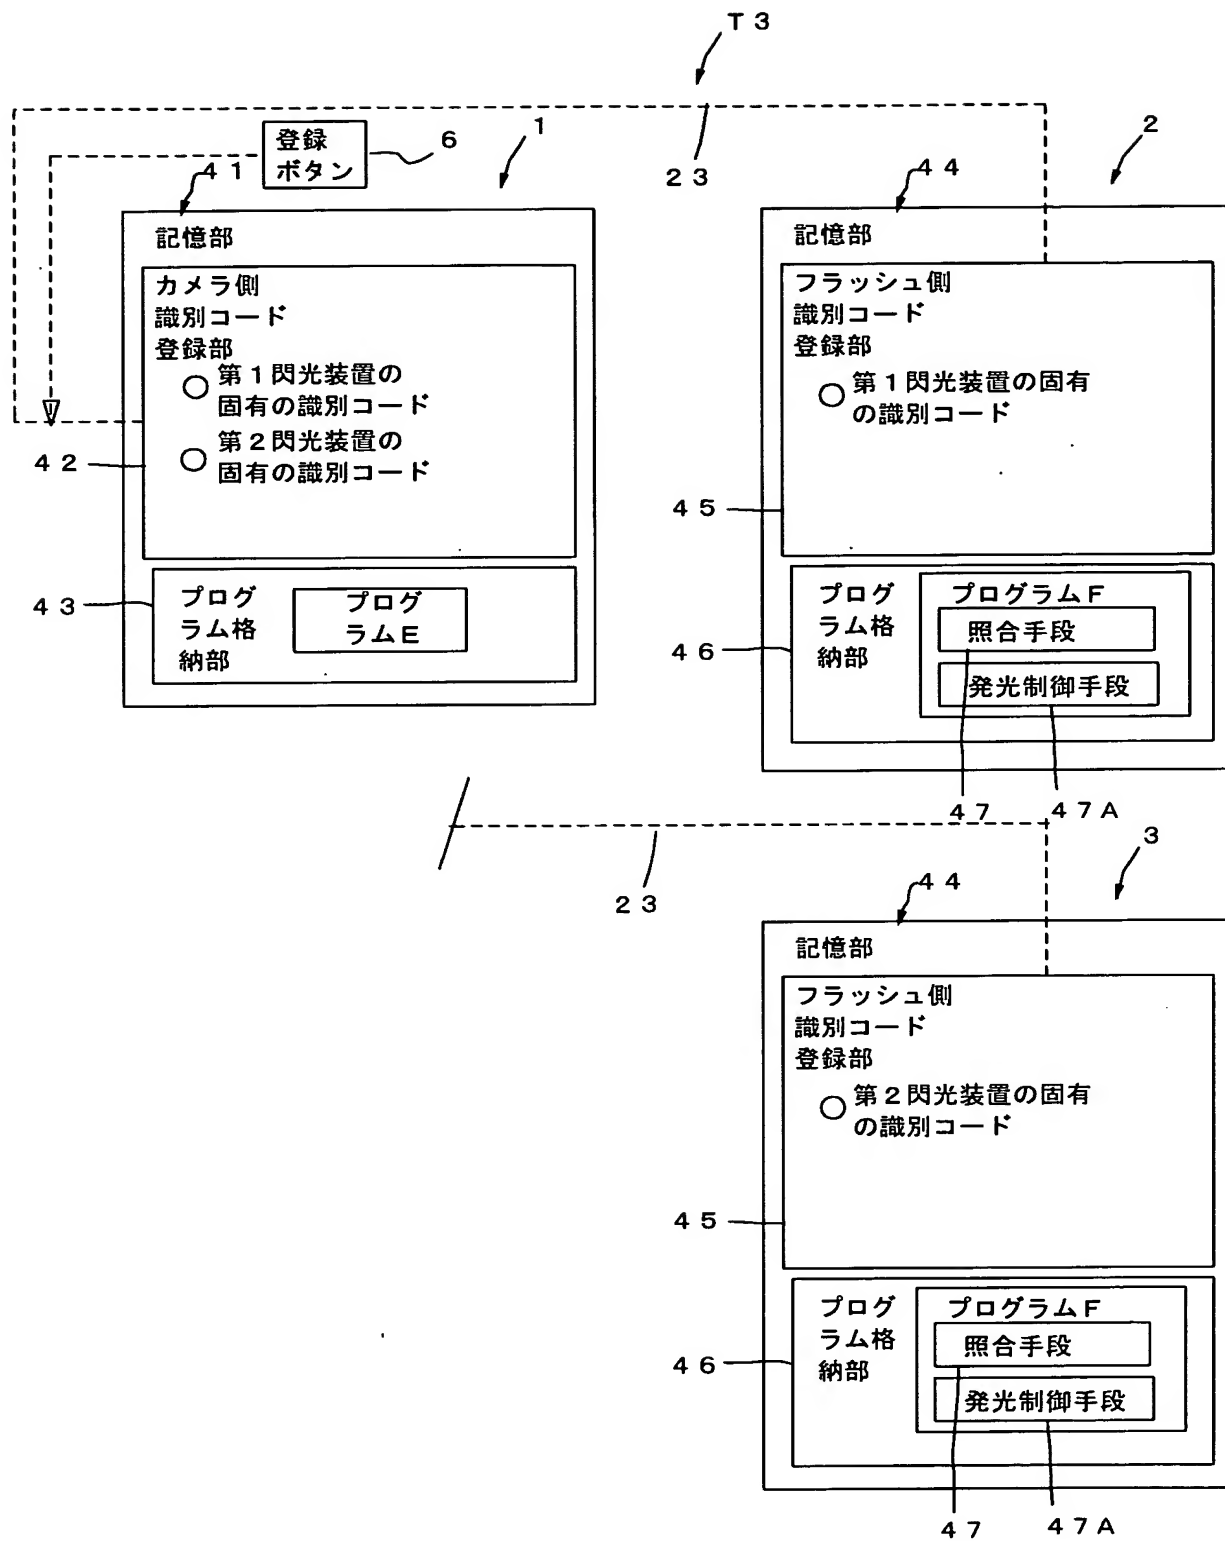 Ｔ３
登録
ボタン
６
１
２３
２
４１
記憶部
カメラ側
識別コード
登録部
○ 第１閃光装置の
固有の識別コード
○ 第２閃光装置の
固有の識別コード
４２
４３
プログ
ラム格
納部
プログ
ラムＥ
４４
記憶部
フラッシュ側
識別コード
登録部
○ 第１閃光装置の固有
の識別コード
４５
４６
プログ
ラム格
納部
プログラムＦ
照合手段
発光制御手段
４７
４７Ａ
２３
３
４４
記憶部
フラッシュ側
識別コード
登録部
○ 第２閃光装置の固有
の識別コード
４５
４６
プログ
ラム格
納部
プログラムＦ
照合手段
発光制御手段
４７
４７Ａ